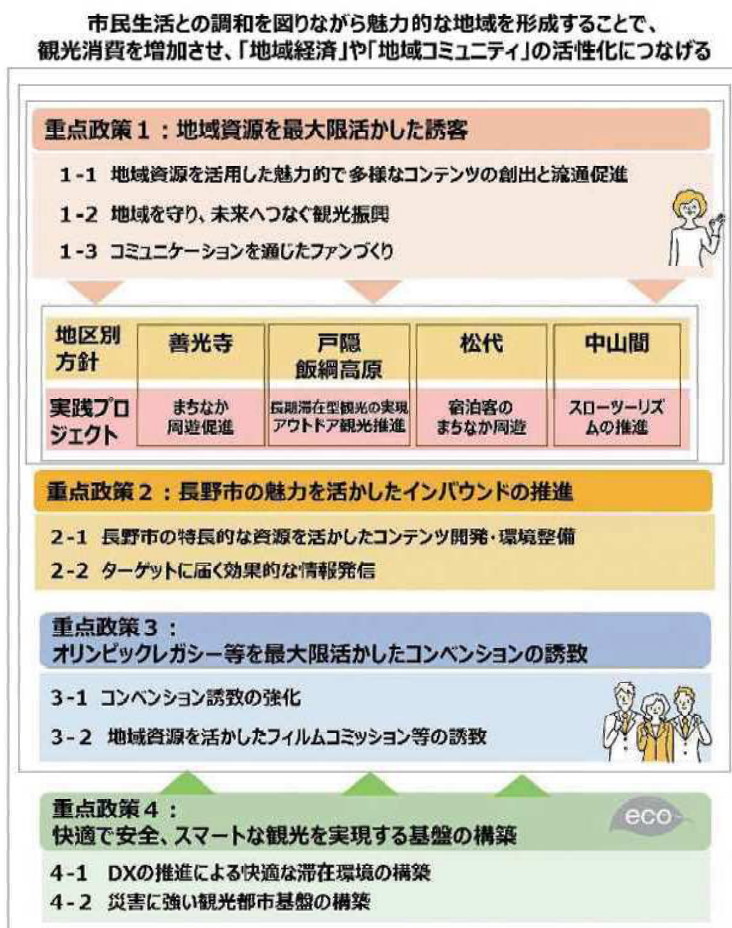 市民生活との調和を図りながら魅力的な地域を形成することで、
観光消費を増加させ、「地域経済」や「地域コミュニティ」の活性化につなげる
重点政策1：地域資源を最大限活かした誘客
1-1 地域資源を活用した魅力的で多様なコンテンツの創出と流通促進
1-2 地域を守り、未来へつなぐ観光振興
1-3 コミュニケーションを通じたファンづくり
地区別
方針
善光寺
戸隠
飯綱高原
松代
中山間
実践プロ
ジェクト
まちなか
周遊促進
長期滞在型観光の実現
アウトドア観光推進
宿泊客の
まちなか周遊
スローツーリズ
ムの推進
重点政策2：長野市の魅力を活かしたインバウンドの推進
2-1 長野市の特長的な資源を活かしたコンテンツ開発・環境整備
2-2 ターゲットに届く効果的な情報発信
重点政策3：
オリンピックレガシー等を最大限活かしたコンベンションの誘致
3-1 コンベンション誘致の強化
3-2 地域資源を活かしたフィルムコミッション等の誘致
重点政策4：
快適で安全、スマートな観光を実現する基盤の構築
eco
4-1 DXの推進による快適な滞在環境の構築
4-2 災害に強い観光都市基盤の構築